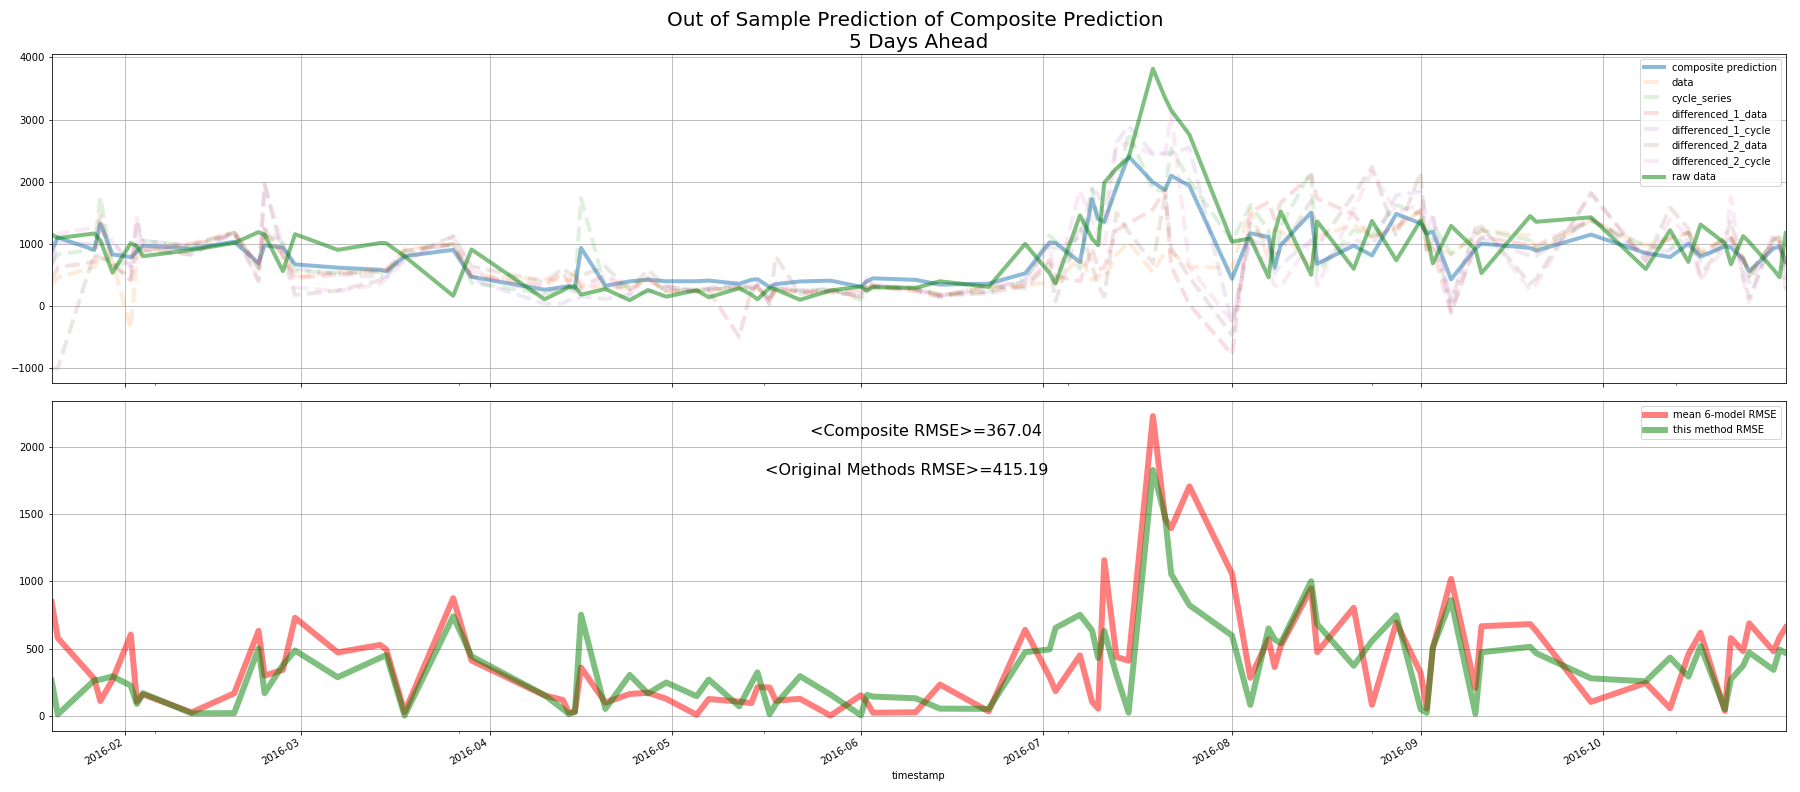 Out of Sample Prediction of Composite Prediction
5 Days Ahead
4000
3000
2000
1000
0
−1000
composite prediction
data
cycle_series
differenced_1_data
differenced_1_cycle
differenced_2_data
differenced_2_cycle
raw data
2000
1500
1000
500
0
<Composite RMSE>=367.04
<Original Methods RMSE>=415.19
mean 6-model RMSE
this method RMSE
2016-02
2016-03
2016-04
2016-05
2016-06
2016-07
2016-08
2016-09
2016-10
timestamp